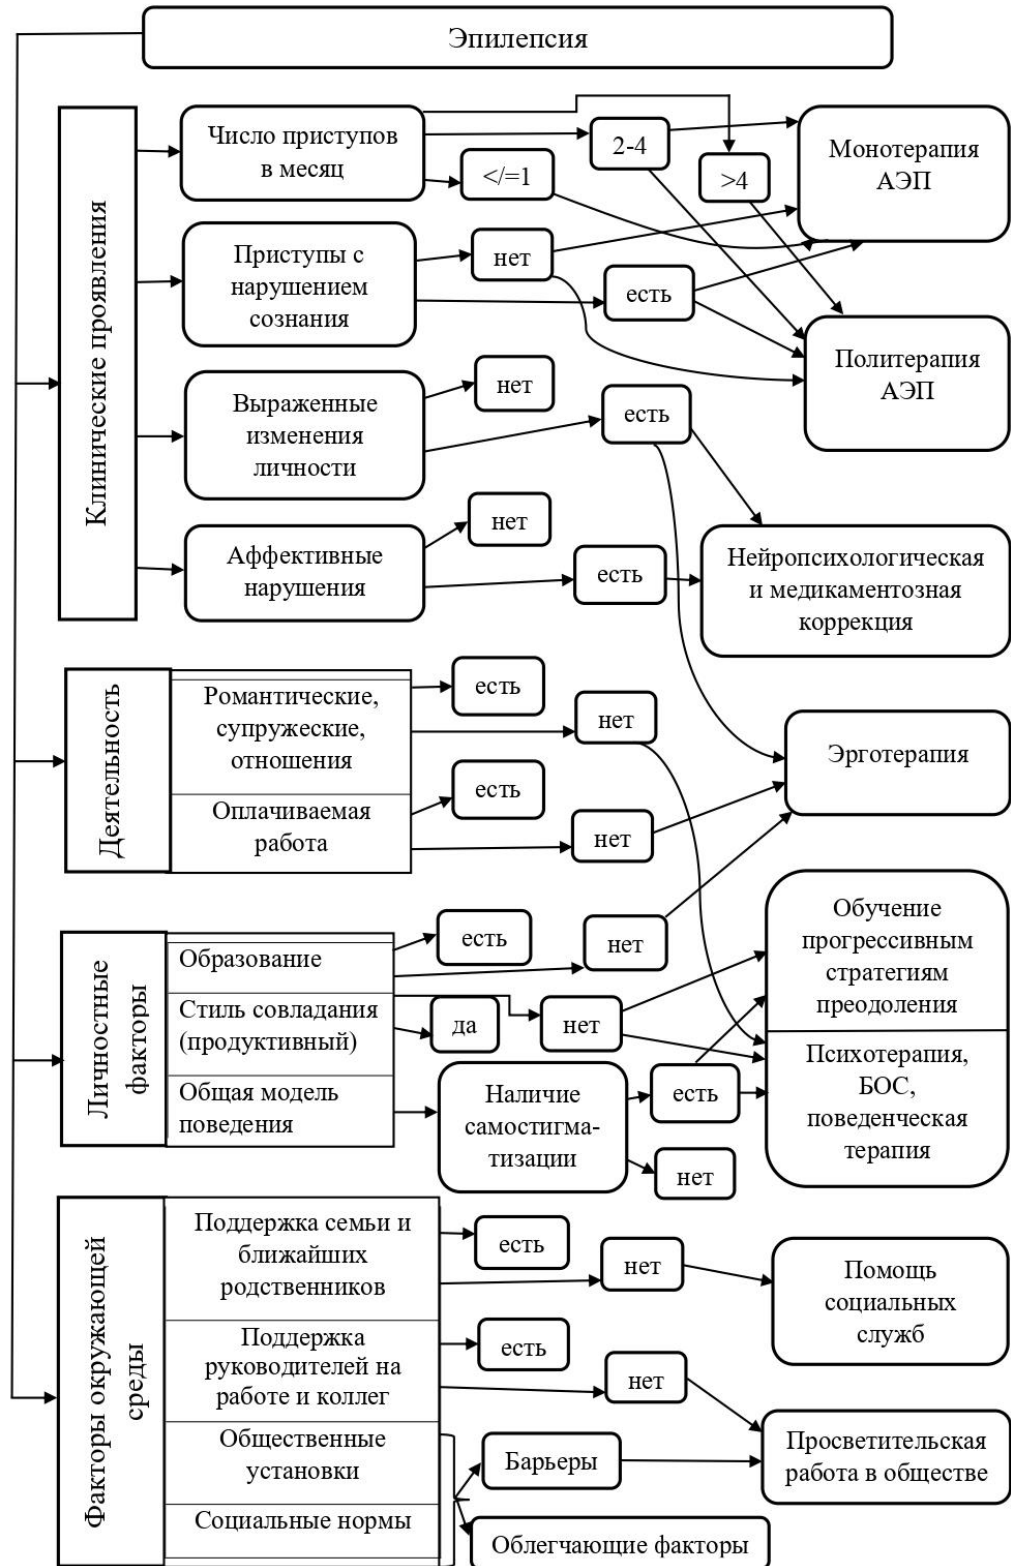 Эпилепсия
Клинические проявления
Число приступов
в месяц
2-4
</=1
>4
Монотерапия
АЭП
Приступы с
нарушением
сознания
нет
есть
Политерапия
АЭП
Выраженные
изменения
личности
нет
есть
Аффективные
нарушения
нет
есть
Нейропсихологическая
и медикаментозная
коррекция
Деятельность
Романтические,
супружеские,
отношения
есть
нет
Оплачиваемая
работа
есть
нет
Эрготерапия
Личностные
факторы
Образование
есть
нет
Стиль совладания
(продуктивный)
да
нет
Общая модель
поведения
Наличие
самостигма-
тизации
есть
нет
Обучение
прогрессивным
стратегиям
преодоления
Психотерапия,
БОС,
поведенческая
терапия
Факторы окружающей
среды
Поддержка семьи и
ближайших
родственников
есть
нет
Помощь
социальных
служб
Поддержка
руководителей на
работе и коллег
есть
нет
Общественные
установки
Социальные нормы
Барьеры
Облегчающие факторы
Просветительская
работа в обществе